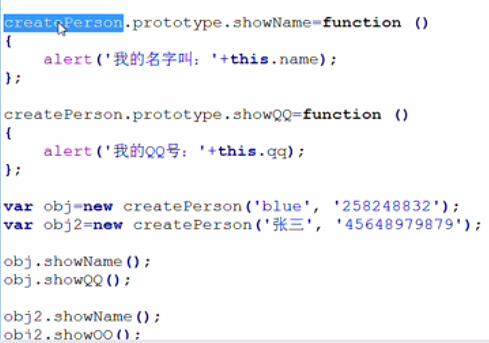 createPerson.prototype.showName=function ()
{
    alert('我的名字叫：'+this.name);
};
createPerson.prototype.showQQ=function ()
{
    alert('我的QQ号：'+this.qq);
};
var obj=new createPerson('blue', '258248832');
var obj2=new createPerson('张三', '45648979879');
obj.showName();
obj.showQQ();
obj2.showName();
obj2.showQQ();